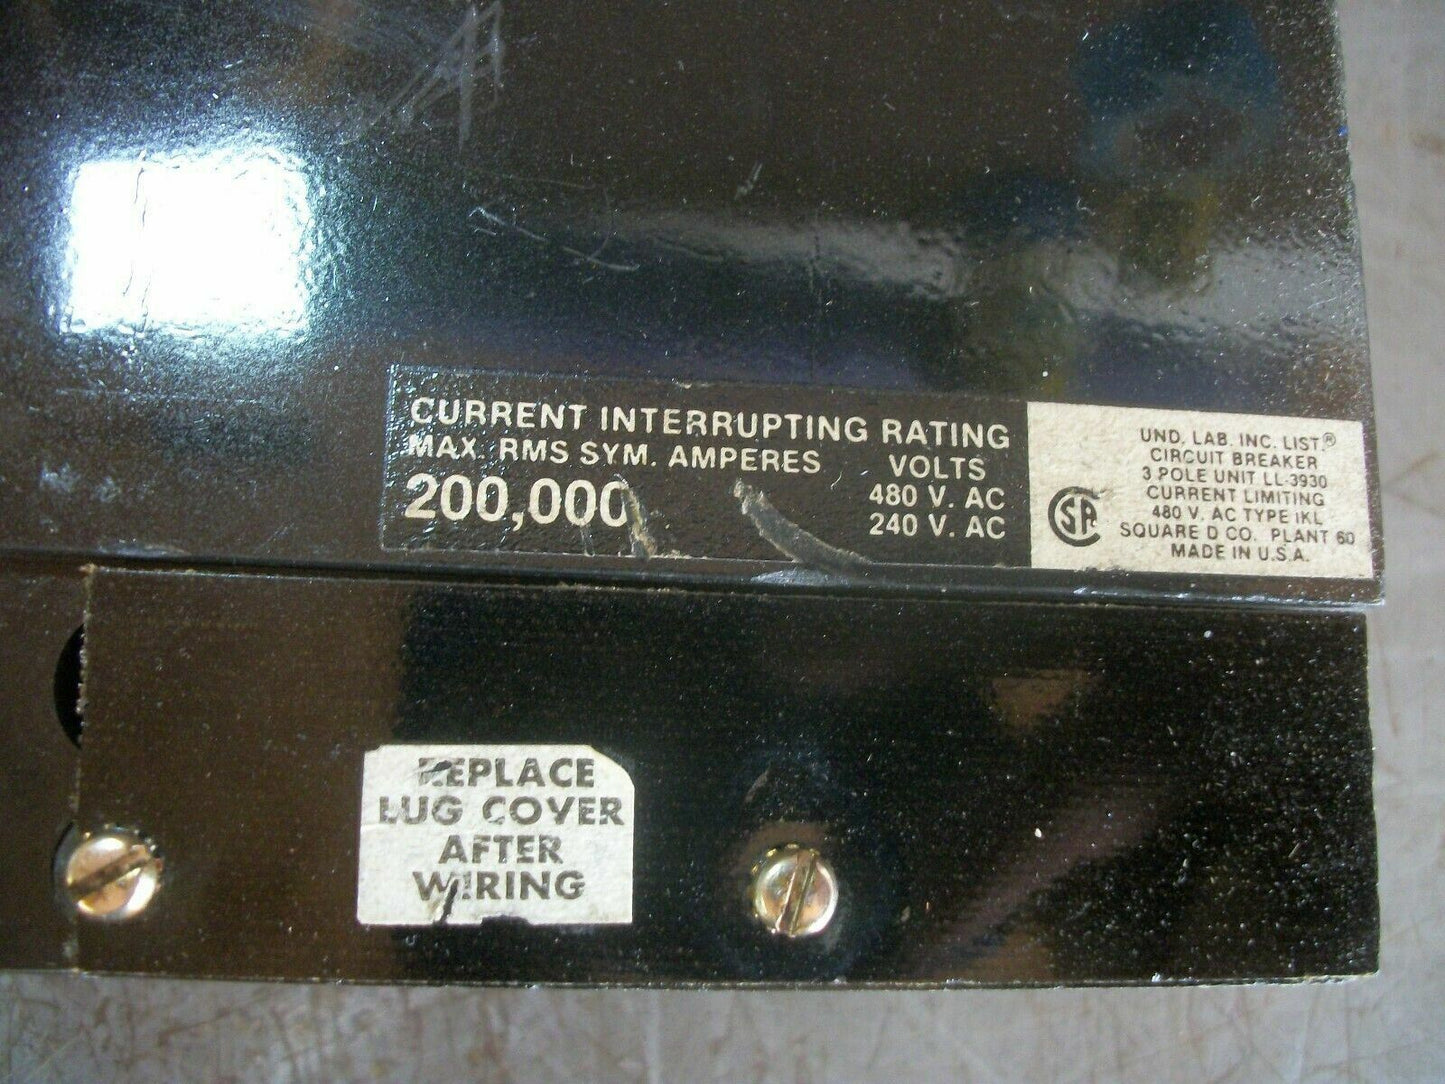 CURRENT INTERRUPTING RATING
MAX. RMS SYM. AMPERES VOLTS
200,000 480 V. AC
240 V. AC
UND. LAB. INC. LIST.®
CIRCUIT BREAKER
3 POLE UNIT LL-3930
CURRENT LIMITING
480 V. AC TYPE IKL
SQUARE D CO. PLANT 60
MADE IN U.S.A.
SA
REPLACE
LUG COVER
AFTER
WIRING